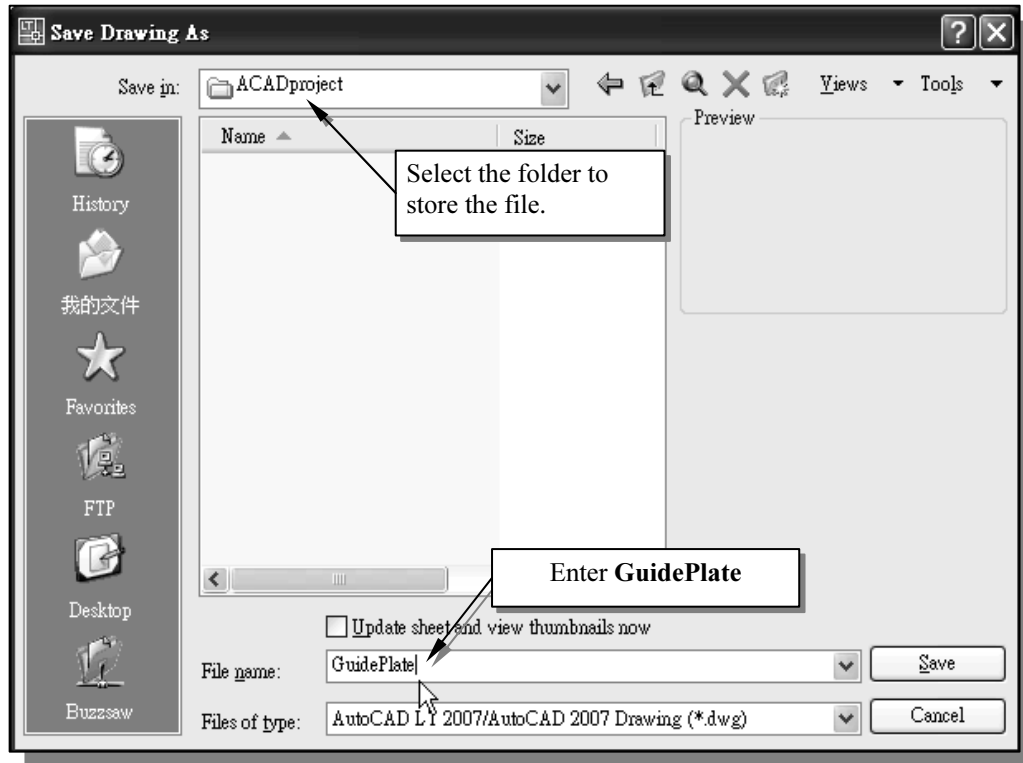 Save Drawing As
Save in:
ACADproject
Views
Tools
Name
Size
Preview
Select the folder to
store the file.
History
我的文件
Favorites
FTP
Desktop
Buzzsaw
Enter GuidePlate
Update sheet and view thumbnails now
File name:
GuidePlate
Save
Files of type:
AutoCAD LT 2007/AutoCAD 2007 Drawing (*.dwg)
Cancel